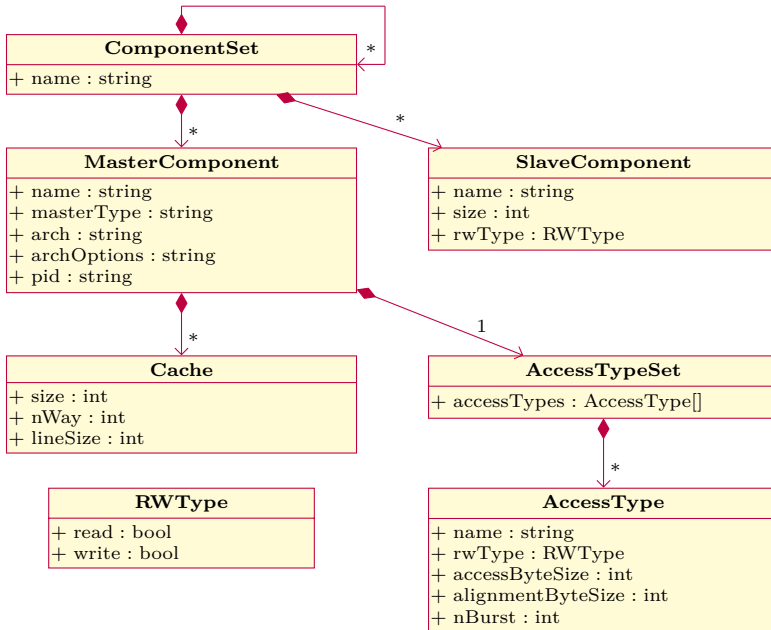 ComponentSet
*
+ name : string
*
*
MasterComponent
+ name : string
+ masterType : string
+ arch : string
+ archOptions : string
+ pid : string
SlaveComponent
+ name : string
+ size : int
+ rwType : RWType
*
1
Cache
+ size : int
+ nWay : int
+ lineSize : int
AccessTypeSet
+ accessTypes : AccessType[]
*
RWType
+ read : bool
+ write : bool
AccessType
+ name : string
+ rwType : RWType
+ accessByteSize : int
+ alignmentByteSize : int
+ nBurst : int